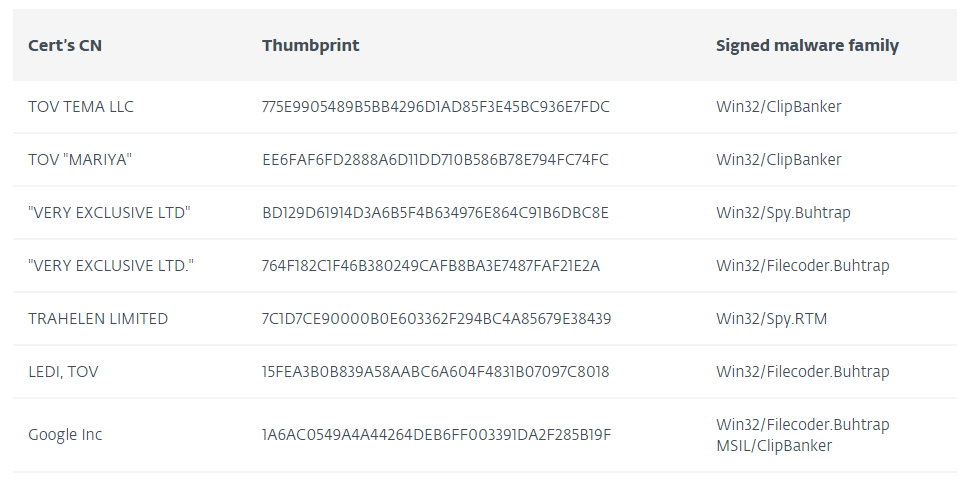 Cert's CN Thumbprint Signed malware family
TOV TEMA LLC 775E9905489B5BB4296D1AD85F3E45BC936E7FDC Win32/ClipBanker
TOV "MARIYA" EE6FAF6FD2888A6D11DD710B586B78E794FC74FC Win32/ClipBanker
"VERY EXCLUSIVE LTD" BD129D61914D3A6B5F4B634976E864C91B6DBC8E Win32/Spy.Buhtrap
"VERY EXCLUSIVE LTD." 764F182C1F46B380249CAFB8BA3E7487FAF21E2A Win32/Filecoder.Buhtrap
TRAHELEN LIMITED 7C1D7CE90000B0E603362F294BC4A85679E38439 Win32/Spy.RTM
LEDI, TOV 15FEA3B0B839A58AABC6A604F4831B07097C8018 Win32/Filecoder.Buhtrap
Google Inc 1A6AC0549A4A44264DEB6FF003391DA2F285B19F Win32/Filecoder.Buhtrap
MSIL/ClipBanker